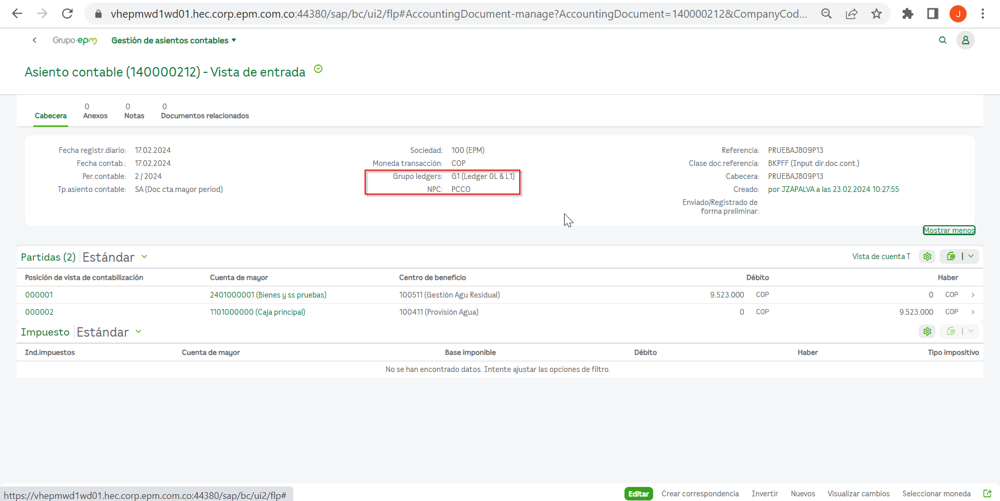 vhepmwd1wd01.hec.corp.epm.com.co:44380/sap/bc/ui2/flp#AccountingDocument-manage?AccountingDocument=140000212&CompanyCod...
J
Grupo·epm Gestión de asientos contables
Asiento contable (140000212) - Vista de entrada
0 0 0
Cabecera Anexos Notas Documentos relacionados
Fecha registr.diario: 17.02.2024 Sociedad: 100 (EPM) Referencia: PRUEBAJ809P13
Fecha contab.: 17.02.2024 Moneda transacción: COP Clase doc.referencia: BKPFF (Input dir.doc.cont.)
Per.contable: 2 / 2024 Grupo ledgers: G1 (Ledger 0L & L1) Cabecera: PRUEBAJ809P13
Tp.asiento contable: SA (Doc cta.mayor period) NPC: PCCO Creado: por JZAPALVA a las 23.02.2024 10:27:55
Enviado/Registrado de
forma preliminar:
Mostrar menos
Partidas (2) Estándar Vista de cuenta T
Posición de vista de contabilización Cuenta de mayor Centro de beneficio Débito Haber
000001 2401000001 (Bienes y ss pruebas) 100511 (Gestión Agu Residual) 9.523.000 COP 0 COP
000002 1101000000 (Caja principal) 100411 (Provisión Agua) 0 COP 9.523.000 COP
Impuesto Estándar
Ind.impuestos Cuenta de mayor Base imponible Débito Haber Tipo impositivo
No se han encontrado datos. Intente ajustar las opciones de filtro.
https://vhepmwd1wd01.hec.corp.epm.com.co:44380/sap/bc/ui2/flp# Editar Crear correspondencia Invertir Nuevos Visualizar cambios Seleccionar moneda